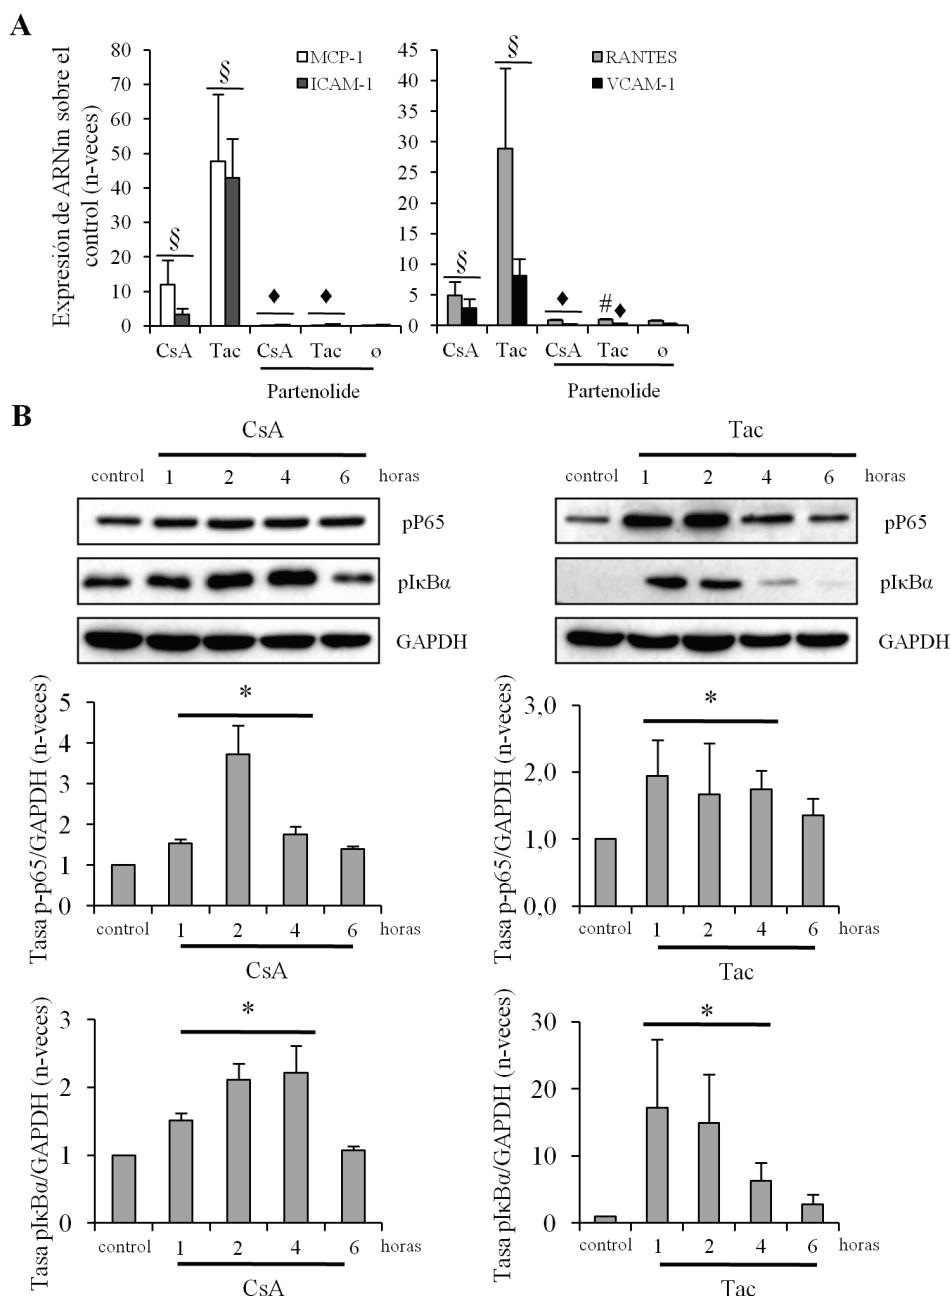 A
Expresión de ARNm sobre el
control (n-veces)
80
70
60
50
40
30
20
10
0
§
§
MCP-1
ICAM-1
♦
♦
CsA
Tac
CsA
Tac
ø
Partenolide
45
40
35
30
25
20
15
10
5
0
§
§
RANTES
VCAM-1
♦
#♦
CsA
Tac
CsA
Tac
ø
Partenolide
B
CsA
control 1 2 4 6 horas
pP65
pIκBα
GAPDH
Tac
control 1 2 4 6 horas
pP65
pIκBα
GAPDH
Tasa p-p65/GAPDH (n-veces)
5
4
3
2
1
0
*
control 1 2 4 6 horas
CsA
Tasa p-p65/GAPDH (n-veces)
3,0
2,0
1,0
0,0
*
control 1 2 4 6 horas
Tac
Tasa pIκBα/GAPDH (n-veces)
3
2
1
0
*
control 1 2 4 6 horas
CsA
Tasa pIκBα/GAPDH (n-veces)
30
20
10
0
*
control 1 2 4 6 horas
Tac